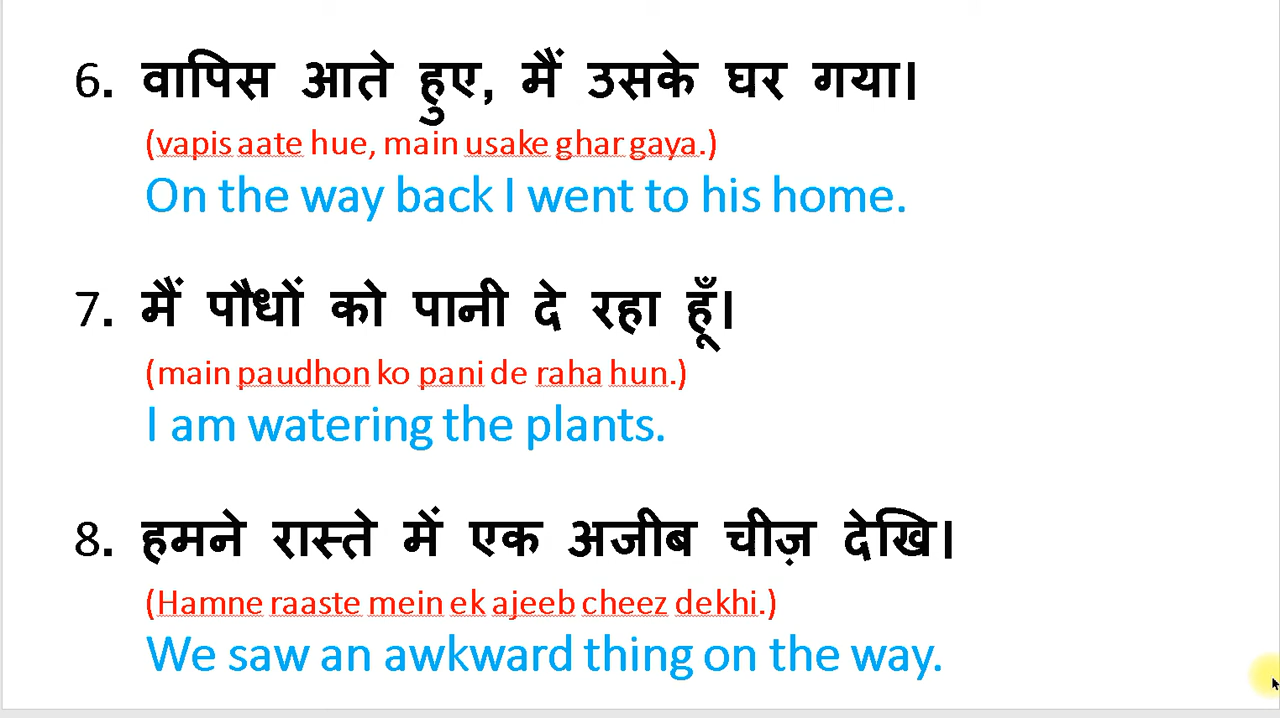 6. वापिस आते हुए, मैं उसके घर गया।
(vapis aate hue, main usake ghar gaya.)
On the way back I went to his home.
7. मैं पौधों को पानी दे रहा हूँ।
(main paudhon ko pani de raha hun.)
I am watering the plants.
8. हमने रास्ते में एक अजीब चीज़ देखि।
(Hamne raaste mein ek ajeeb cheez dekhi.)
We saw an awkward thing on the way.